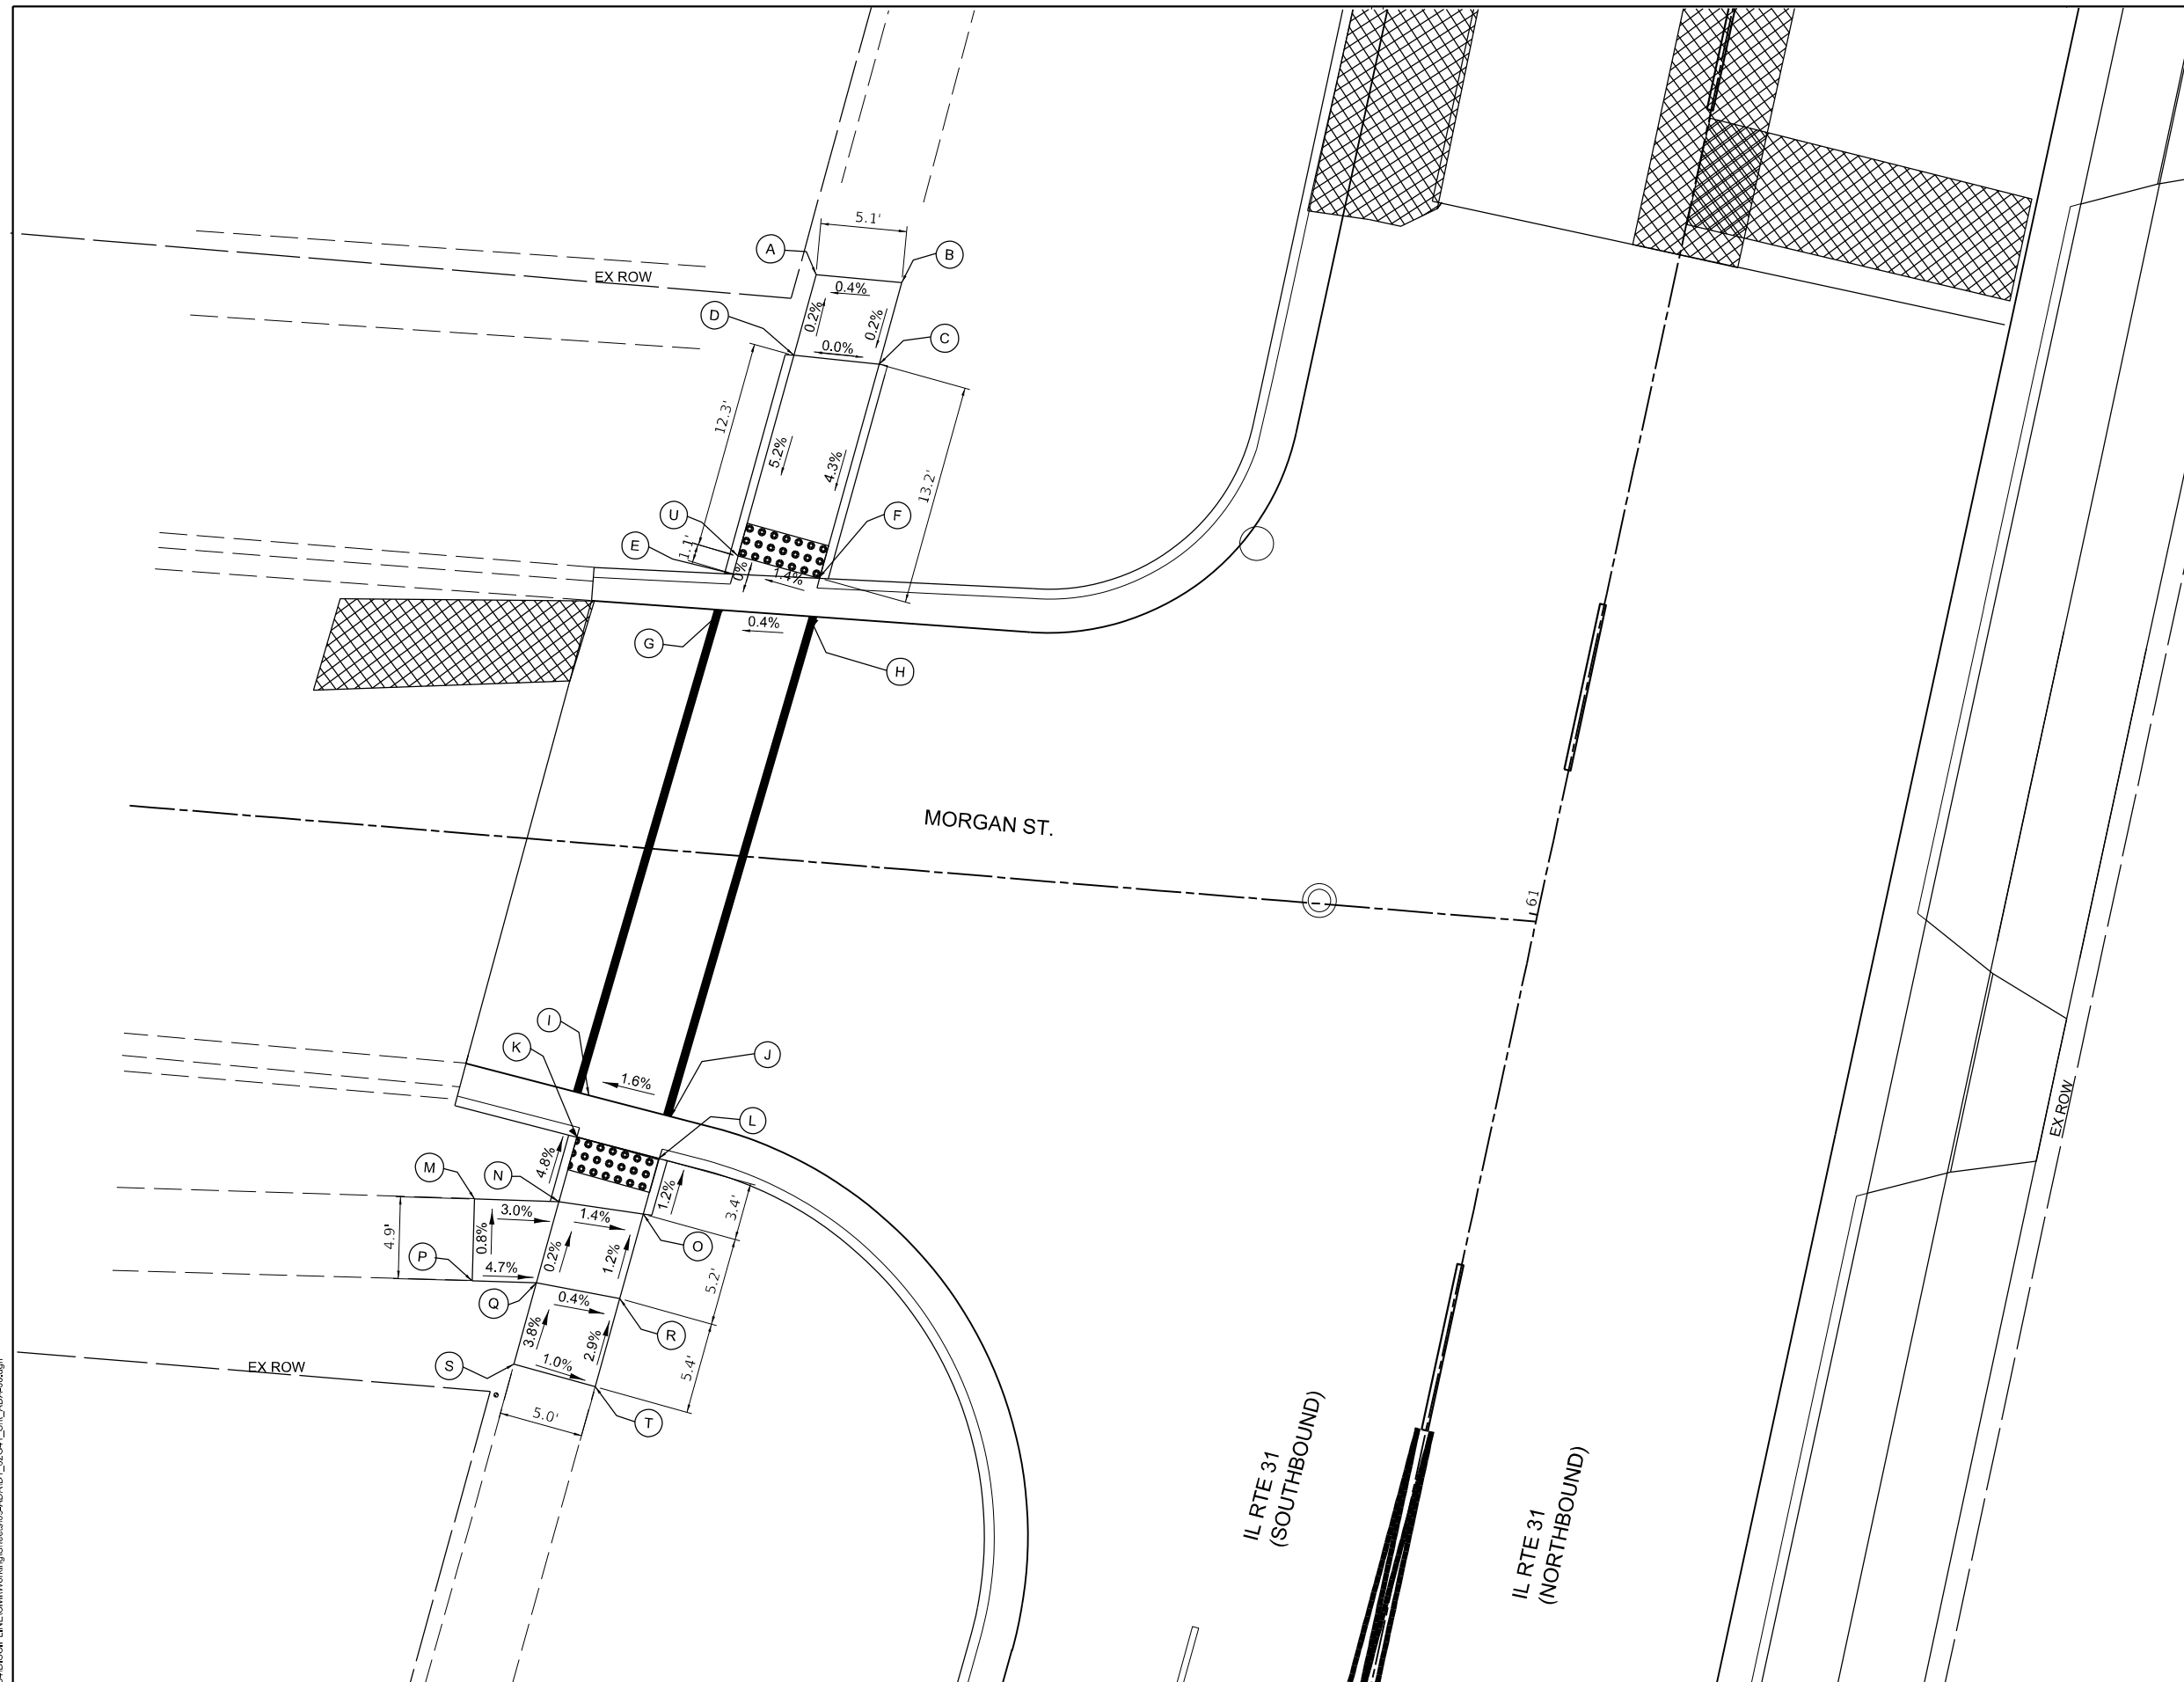 5.1'
A
B
EX ROW
0.4%
0.2%
0.2%
D
C
0.0%
12.3'
5.2%
4.3%
13.2'
U
F
E
1.1'
0%
1.4%
G
0.4%
H
MORGAN ST.
61
I
K
J
1.6%
L
4.8%
M
N
1.2%
3.4'
3.0%
1.4%
4.9'
0.8%
O
P
0.2%
1.2%
4.7%
5.2'
Q
0.4%
R
3.8%
2.9%
EX ROW
S
1.0%
5.4'
5.0'
T
EX ROW
IL RTE 31
(SOUTHBOUND)
IL RTE 31
(NORTHBOUND)